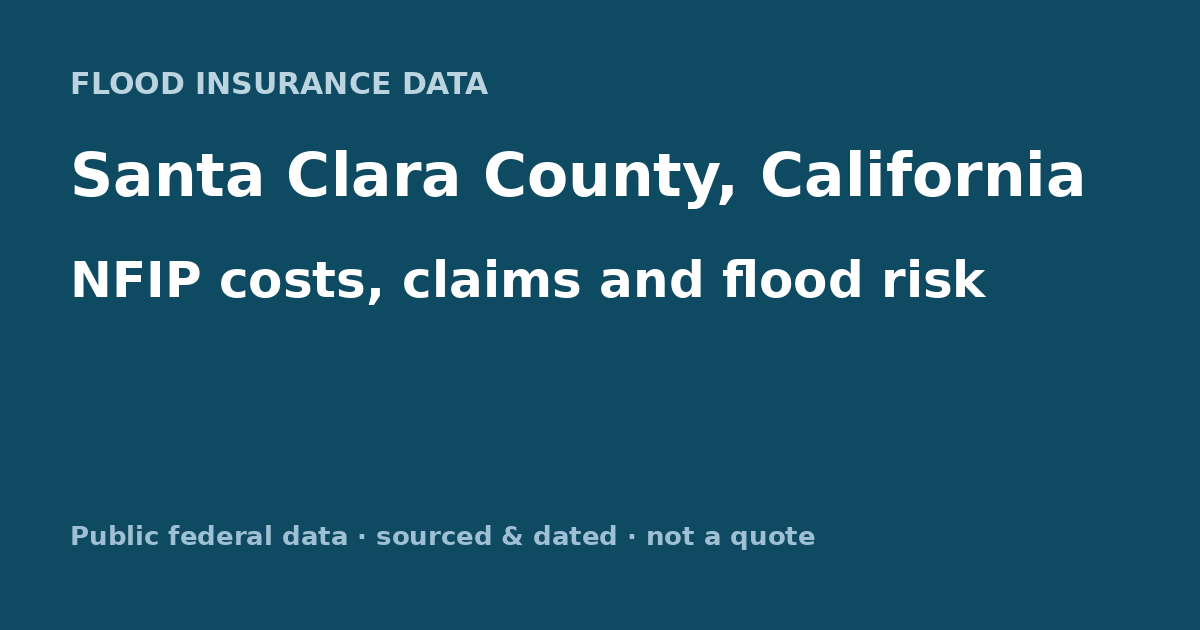 FLOOD INSURANCE DATA
Santa Clara County, California
NFIP costs, claims and flood risk
Public federal data · sourced & dated · not a quote